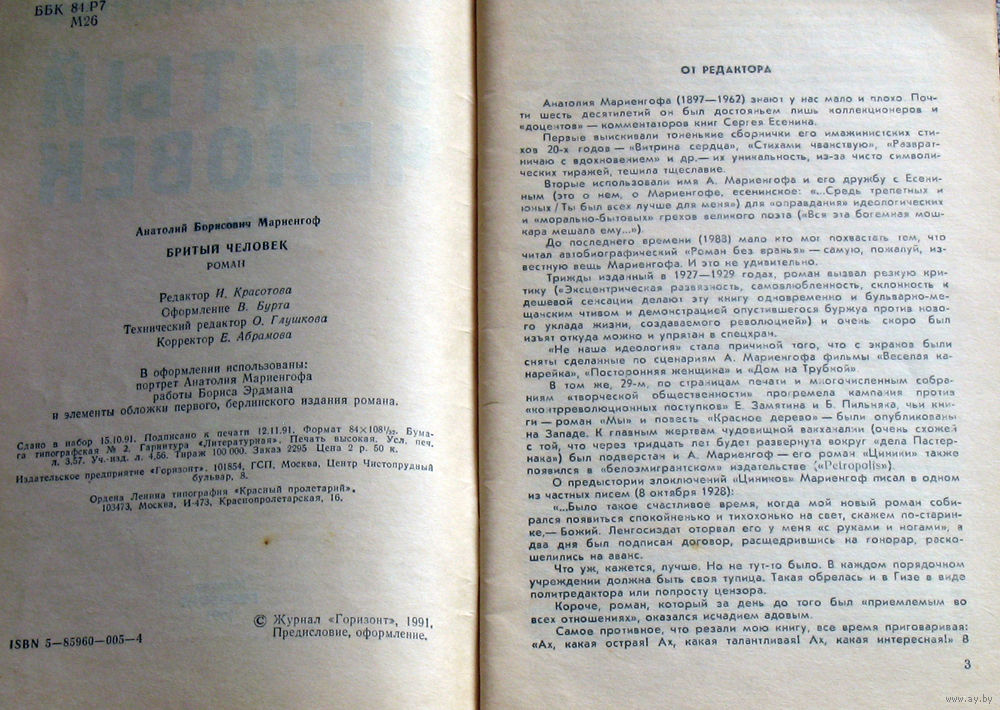 ББК 84 Р7
М26
БРИТЫЙ
ЧЕЛОВЕК
Анатолий Борисович Мариенгоф
БРИТЫЙ ЧЕЛОВЕК
РОМАН
Редактор И. Красотова
Оформление В. Бурта
Технический редактор О. Глушкова
Корректор Е. Абрамова
В оформлении использованы:
портрет Анатолия Мариенгофа
работы Бориса Эрдмана
и элементы обложки первого, берлинского издания романа.
Сдано в набор 15.10.91. Подписано к печати 12.11.91. Формат 84×108 1/32. Бума-
га типографская № 2. Гарнитура «Литературная». Печать высокая. Усл. печ.
л. 3,57. Уч.-изд. л. 4,56. Тираж 100 000. Заказ 2295 Цена 2 р. 50 к.
Издательское предприятие «Горизонт», 101854, ГСП, Москва, Центр Чистопрудный
бульвар, 8.
Ордена Ленина типография «Красный пролетарий»,
103473, Москва, И-473, Краснопролетарская, 16.
© Журнал «Горизонт», 1991,
Предисловие, оформление.
ISBN 5—85960—005—4
ОТ РЕДАКТОРА
Анатолия Мариенгофа (1897—1962) знают у нас мало и плохо. Поч-
ти шесть десятилетий он был достояньем лишь коллекционеров и
«доцентов» — комментаторов книг Сергея Есенина.
Первые выискивали тоненькие сборнички его имажинистских сти-
хов 20-х годов — «Витрина сердца», «Стихами чванствую», «Разврат-
ничаю с вдохновением» и др.— их уникальность, из-за чисто символи-
ческих тиражей, тешила тщеславие.
Вторые использовали имя А. Мариенгофа и его дружбу с Есени-
ным (это о нем, о Мариенгофе, есенинское: «...Средь трепетных и
юных / Ты был всех лучше для меня») для «оправдания» идеологических
и «морально-бытовых» грехов великого поэта («Вся эта богемная мош-
кара мешала ему...»).
До последнего времени (1988) мало кто мог похвастать тем, что
читал автобиографический «Роман без вранья» — самую, пожалуй, из-
вестную вещь Мариенгофа. И это не удивительно.
Трижды изданный в 1927—1929 годах, роман вызвал резкую кри-
тику («Эксцентрическая развязность, самовлюбленность, склонность к
дешевой сенсации делают эту книгу одновременно и бульварно-ме-
щанским чтивом и демонстрацией опустившегося буржуа против ново-
го уклада жизни, создаваемого революцией») и очень скоро был
изъят откуда можно и упрятан в спецхран.
«Не наша идеология» стала причиной того, что с экранов были
сняты сделанные по сценариям А. Мариенгофа фильмы «Веселая ка-
нарейка», «Посторонняя женщина» и «Дом на Трубной».
В том же, 29-м, по страницам печати и многочисленным собра-
ниям «творческой общественности» прогремела кампания против
«контрреволюционных поступков» Е. Замятина и Б. Пильняка, чьи кни-
ги — роман «Мы» и повесть «Красное дерево» — были опубликованы
на Западе. К главным жертвам чудовищной вакханалии (очень схожей
с той, что через тридцать лет будет развернута вокруг «дела Пастер-
нака») был подверстан и А. Мариенгоф — его роман «Циники» также
появился в «белоэмигрантском» издательстве («Petropolis»).
О предыстории злоключений «Циников» Мариенгоф писал в одном
из частных писем (8 октября 1928):
«...Было такое счастливое время, когда мой новый роман соби-
рался появиться спокойненько и тихохонько на свет, скажем по-старин-
ке,— Божий. Ленгосиздат оторвал его у меня «с руками и ногами», в
два дня был подписан договор, расщедрившись на гонорар, раско-
шелились на аванс.
Что уж, кажется, лучше. Но не тут-то было. В каждом порядочном
учреждении должна быть своя тупица. Такая обрелась и в Гизе в виде
политредактора или попросту цензора.
Короче, роман, который за день до того был «приемлемым во
всех отношениях», оказался исчадием адовым.
Самое противное, что резали мою книгу, все время приговаривая:
«Ах, какая острая! Ах, какая талантливая! Ах, какая интересная!» В
3
www.ay.by